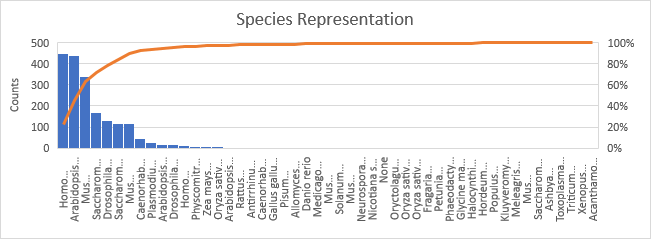 Species Representation
500
400
300
200
100
0
Counts
100%
80%
60%
40%
20%
0%
Homo…
Arabidopsis…
Mus…
Saccharom…
Drosophila…
Saccharom…
Mus…
Caenorhab…
Plasmodiu…
Arabidopsis…
Drosophila…
Homo…
Physcomitr…
Zea mays…
Oryza sativ…
Arabidopsis…
Rattus…
Antirrhinu…
Caenorhab…
Gallus gallu…
Pisum…
Allomyces…
Danio rerio
Medicago…
Mus…
Solanum…
Mus…
Neurospora…
Nicotiana s…
None
Oryctolagu…
Oryza sativ…
Oryza sativ…
Fragaria…
Petunia…
Phaeodacty…
Glycine ma…
Halocynthi…
Hordeum…
Populus…
Kluyveromy…
Meleagris…
Mus…
Saccharom…
Ashbya…
Toxoplasma…
Triticum…
Xenopus…
Acanthamo…